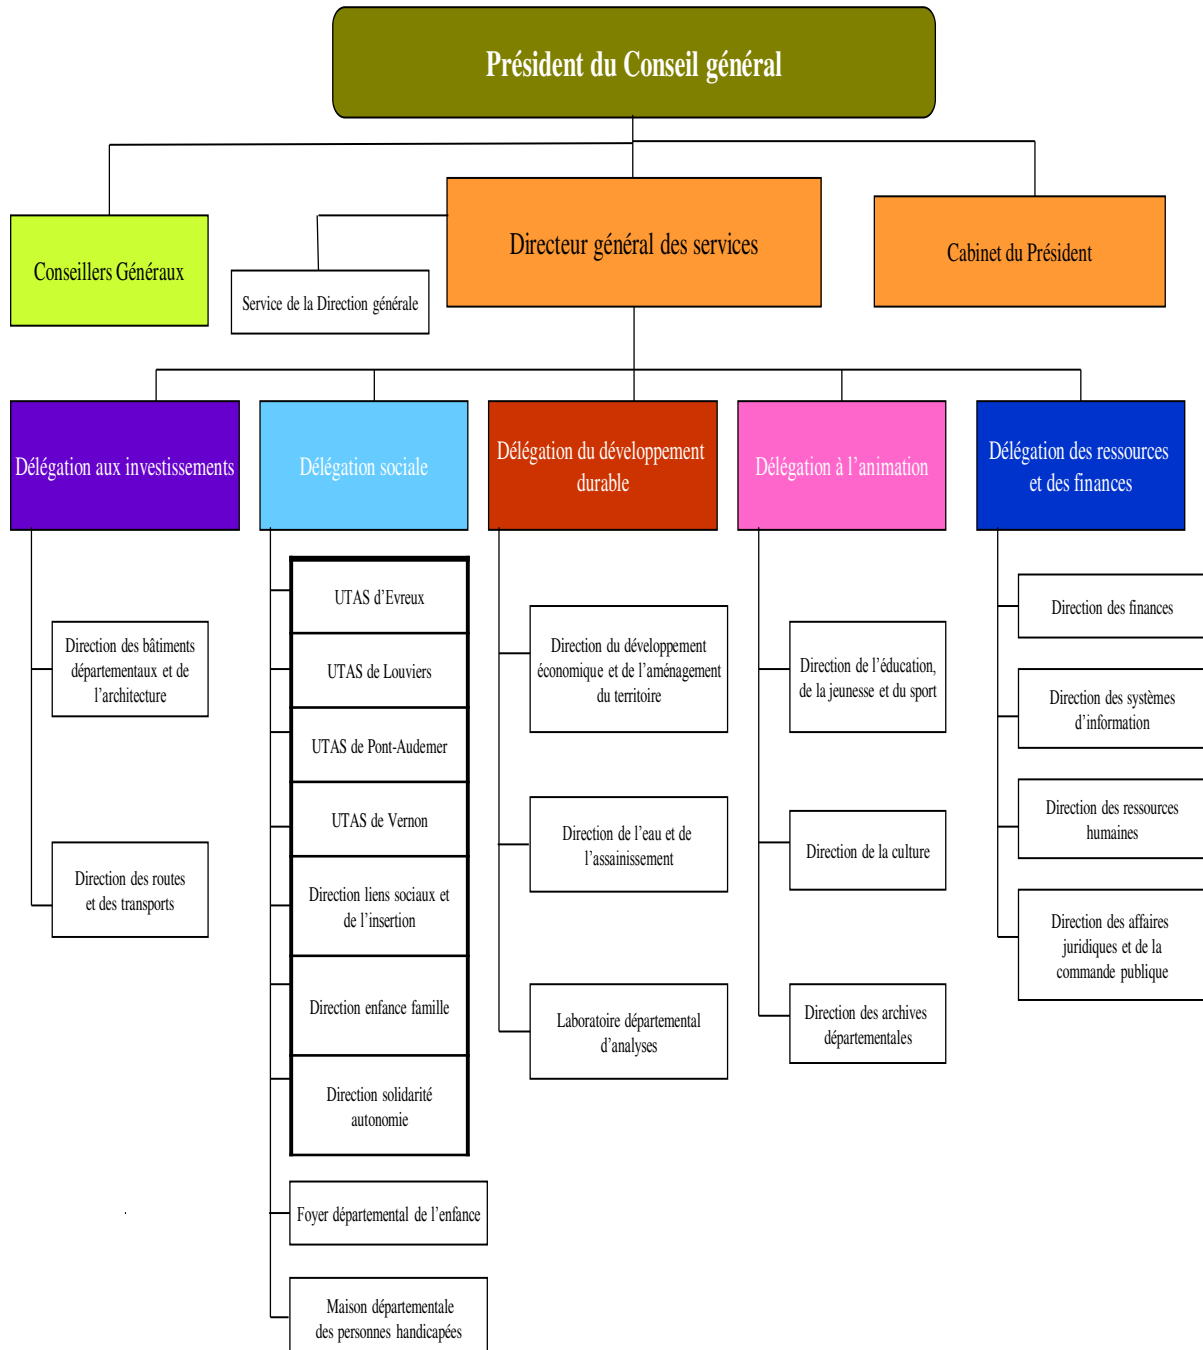 Président du Conseil général
Directeur général des services
Conseillers Généraux
Service de la Direction générale
Cabinet du Président
Délégation aux investissements
Délégation sociale
Délégation du développement
durable
Délégation à l’animation
Délégation des ressources
et des finances
Direction des bâtiments
départementaux et de
l’architecture
Direction des routes
et des transports
UTAS d’Evreux
UTAS de Louviers
UTAS de Pont-Audemer
UTAS de Vernon
Direction liens sociaux et
de l’insertion
Direction enfance famille
Direction solidarité
autonomie
Foyer départemental de l’enfance
Maison départementale
des personnes handicapées
Direction du développement
économique et de l’aménagement
du territoire
Direction de l’eau et de
l’assainissement
Laboratoire départemental
d’analyses
Direction de l’éducation,
de la jeunesse et du sport
Direction de la culture
Direction des archives
départementales
Direction des finances
Direction des systèmes
d’information
Direction des ressources
humaines
Direction des affaires
juridiques et de la
commande publique